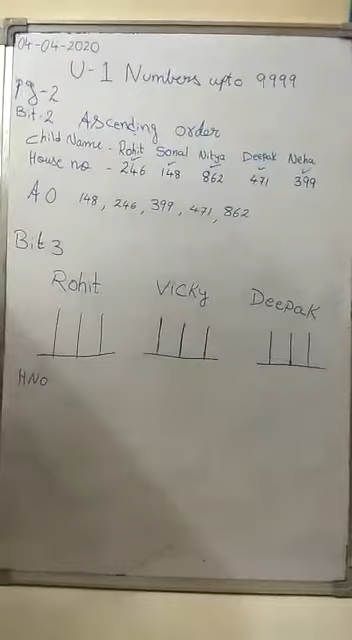 04-04-2020
U-1 Numbers upto 9999
Pg-2
Bit-2 Ascending order
Child Name - Rohit Sonal Nitya Deepak Neha
House no - 246 148 862 471 399
AO 148, 246, 399, 471, 862
Bit 3
Rohit Vicky Deepak
HNo